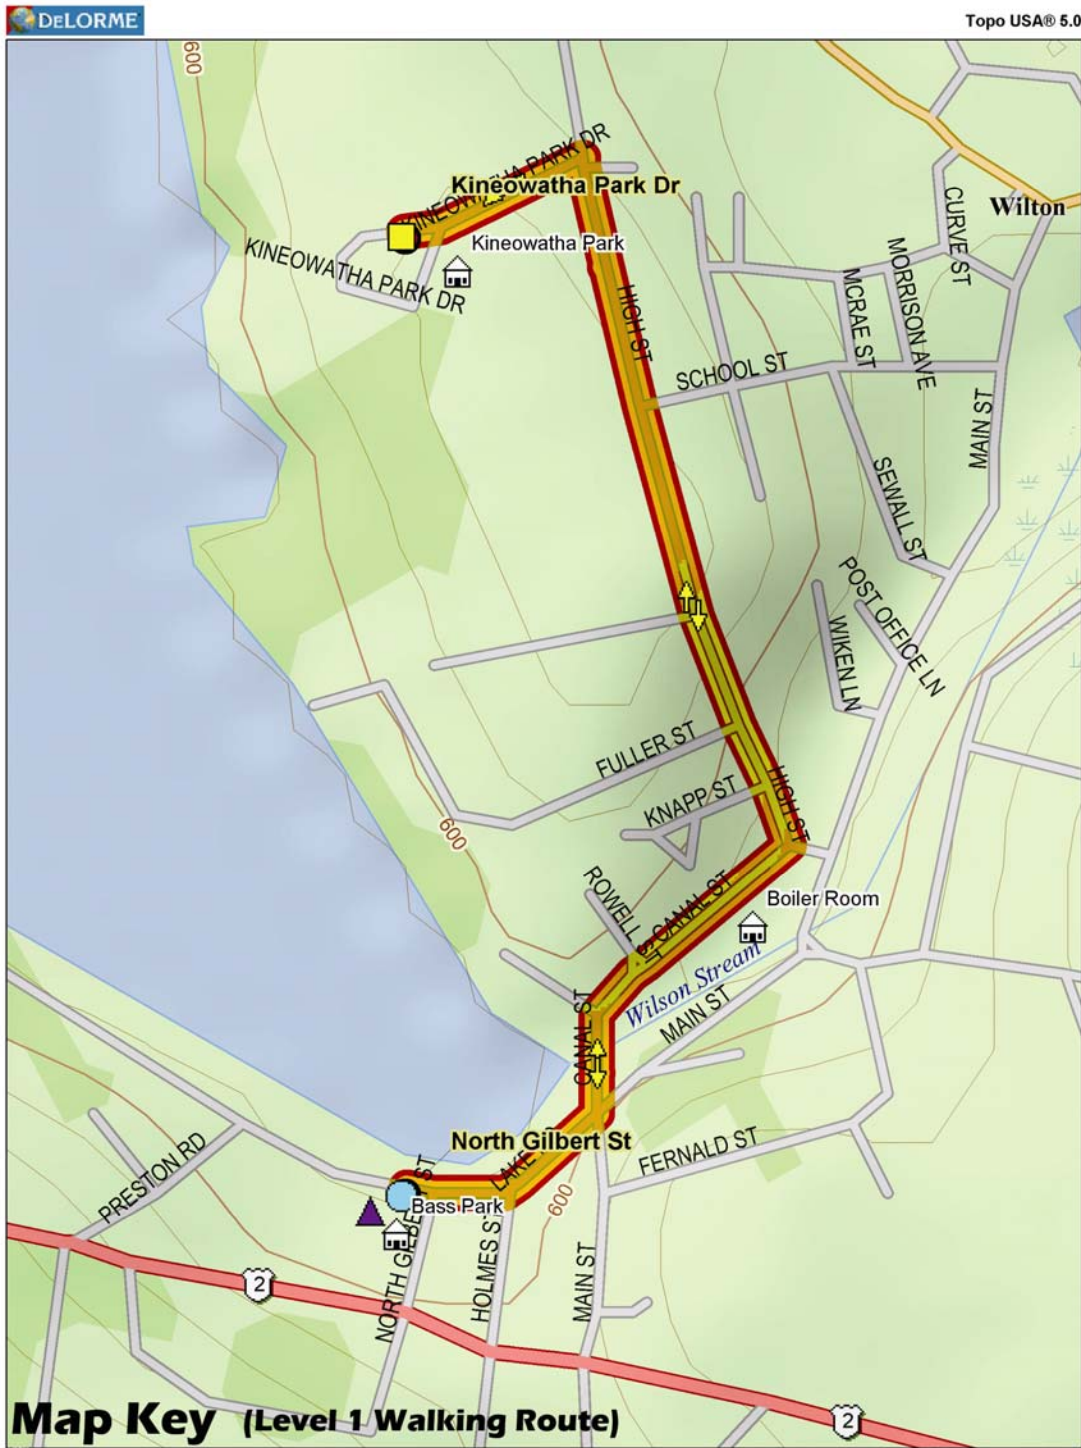 DELORME
Topo USA® 5.0
600
KINEOWATHA PARK DR
Kineowatha Park Dr
Kineowatha Park
KINEOWATHA PARK DR
Wilton
CURVE ST
MORRISON AVE
MCRAE ST
HIGH ST
SCHOOL ST
MAIN ST
SEWALL ST
POST OFFICE LN
WIKEN LN
FULLER ST
KNAPP ST
HIGH ST
600
ROWELL ST
CANAL ST
Boiler Room
Wilson Stream
MAIN ST
CANAL ST
North Gilbert St
LAKE
FERNALD ST
PRESTON RD
Bass Park
600
NORTH GILBERT ST
HOLMES ST
MAIN ST
2
2
Map Key (Level 1 Walking Route)